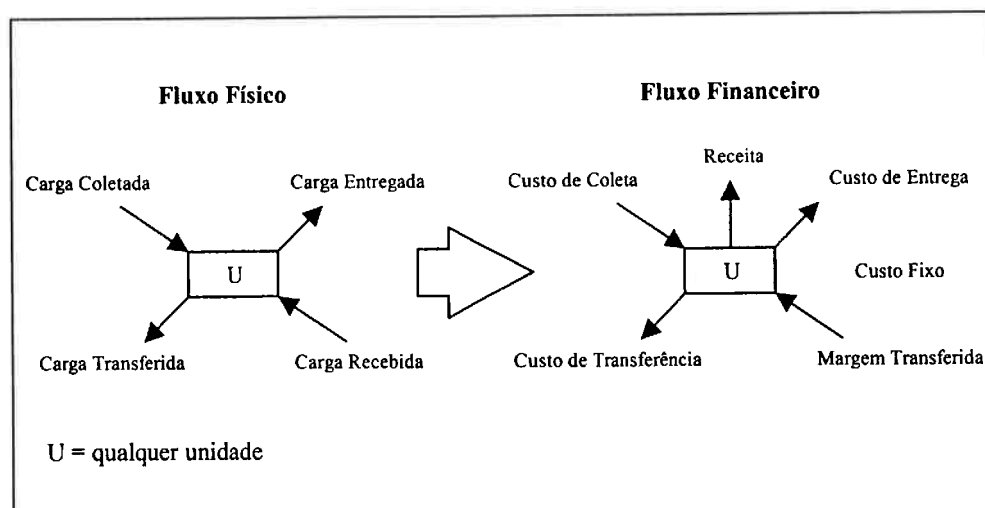 Fluxo Físico
Carga Coletada
Carga Entregada
U
Carga Transferida
Carga Recebida
Fluxo Financeiro
Receita
Custo de Coleta
Custo de Entrega
U
Custo Fixo
Custo de Transferência
Margem Transferida
U = qualquer unidade